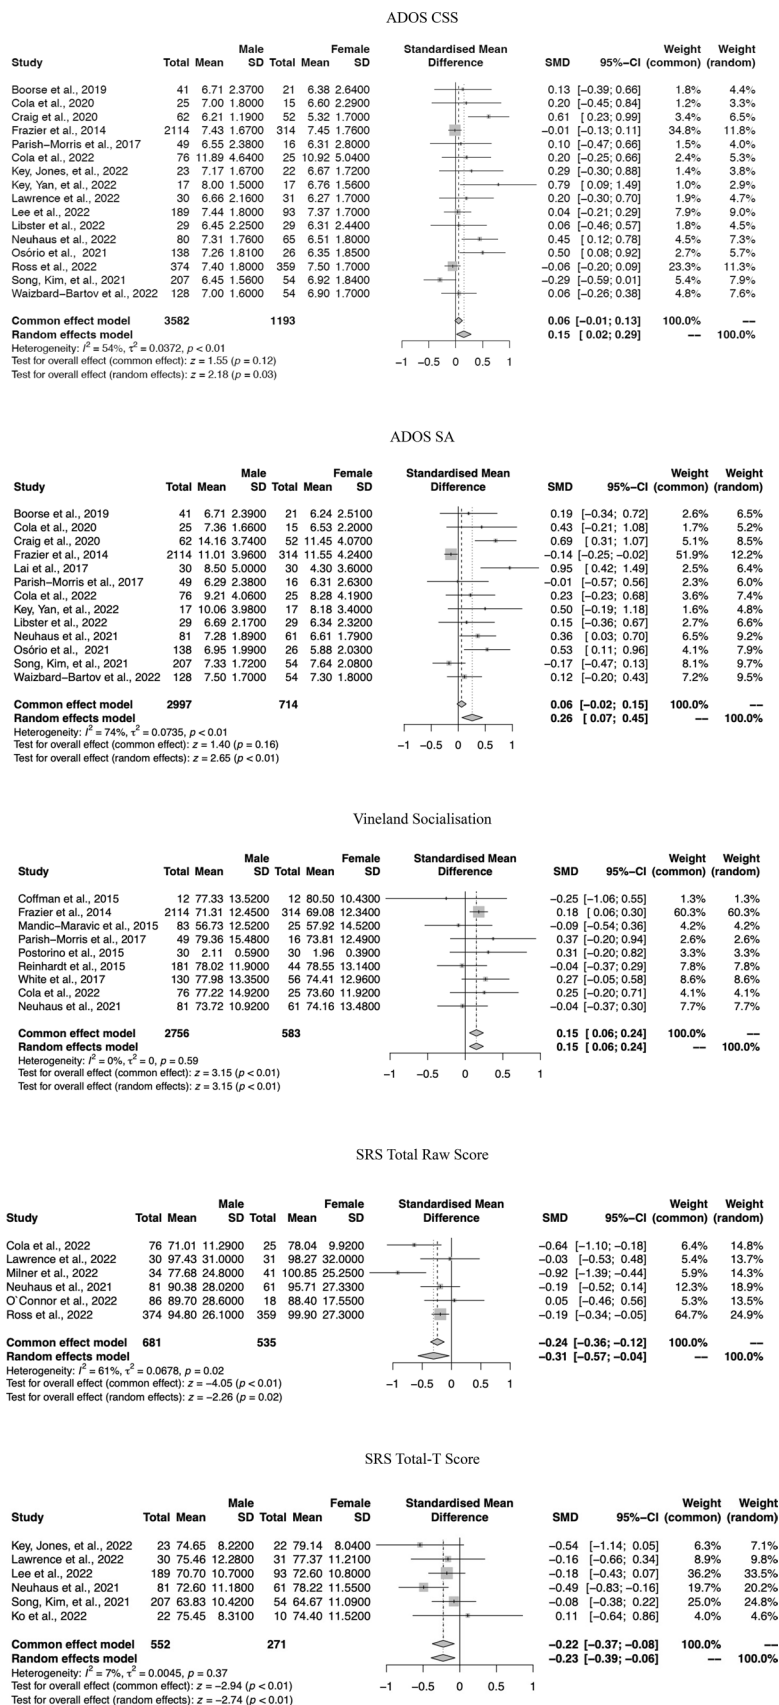 ADOS CSS
Male Female Standardised Mean Weight Weight
Study Total Mean SD Total Mean SD Difference SMD 95%−CI (common) (random)
Boorse et al., 2019 41 6.71 2.3700 21 6.38 2.6400 0.13 [−0.39; 0.66] 1.8% 4.4%
Cola et al., 2020 25 7.00 1.8000 15 6.60 2.2900 0.20 [−0.45; 0.84] 1.2% 3.3%
Craig et al., 2020 62 6.21 1.1900 52 5.32 1.7000 0.61 [ 0.23; 0.99] 3.4% 6.5%
Frazier et al., 2014 2114 7.43 1.6700 314 7.45 1.7600 −0.01 [−0.13; 0.11] 34.8% 11.8%
Parish−Morris et al., 2017 49 6.55 2.3800 16 6.31 2.8000 0.10 [−0.47; 0.66] 1.5% 4.0%
Cola et al., 2022 76 11.89 4.6400 25 10.92 5.0400 0.20 [−0.25; 0.66] 2.4% 5.3%
Key, Jones, et al., 2022 23 7.17 1.6700 22 6.67 1.7200 0.29 [−0.30; 0.88] 1.4% 3.8%
Key, Yan, et al., 2022 17 8.00 1.5000 17 6.76 1.5600 0.79 [ 0.09; 1.49] 1.0% 2.9%
Lawrence et al., 2022 30 6.66 2.1600 31 6.27 1.7000 0.20 [−0.30; 0.70] 1.9% 4.7%
Lee et al., 2022 189 7.44 1.8000 93 7.37 1.7000 0.04 [−0.21; 0.29] 7.9% 9.0%
Libster et al., 2022 29 6.45 2.2500 29 6.31 2.4400 0.06 [−0.46; 0.57] 1.8% 4.5%
Neuhaus et al., 2022 80 7.31 1.7600 65 6.51 1.8000 0.45 [ 0.12; 0.78] 4.5% 7.3%
Osório et al., 2021 138 7.26 1.8100 26 6.35 1.8500 0.50 [ 0.08; 0.92] 2.7% 5.7%
Ross et al., 2022 374 7.40 1.8000 359 7.50 1.7000 −0.06 [−0.20; 0.09] 23.3% 11.3%
Song, Kim, et al., 2021 207 6.45 1.5600 54 6.92 1.8400 −0.29 [−0.59; 0.01] 5.4% 7.9%
Waizbard−Bartov et al., 2022 128 7.00 1.6000 54 6.90 1.7000 0.06 [−0.26; 0.38] 4.8% 7.6%
Common effect model 3582 1193 0.06 [−0.01; 0.13] 100.0% −−
Random effects model 0.15 [ 0.02; 0.29] −− 100.0%
Heterogeneity: I² = 54%, τ² = 0.0372, p < 0.01
Test for overall effect (common effect): z = 1.55 (p = 0.12)
Test for overall effect (random effects): z = 2.18 (p = 0.03)
−1 −0.5 0 0.5 1
ADOS SA
Male Female Standardised Mean Weight Weight
Study Total Mean SD Total Mean SD Difference SMD 95%−CI (common) (random)
Boorse et al., 2019 41 6.71 2.3900 21 6.24 2.5100 0.19 [−0.34; 0.72] 2.6% 6.5%
Cola et al., 2020 25 7.36 1.6600 15 6.53 2.2000 0.43 [−0.21; 1.08] 1.7% 5.2%
Craig et al., 2020 62 14.16 3.7400 52 11.45 4.0700 0.69 [ 0.31; 1.07] 5.1% 8.5%
Frazier et al., 2014 2114 11.01 3.9600 314 11.55 4.2400 −0.14 [−0.25; −0.02] 51.9% 12.2%
Lai et al., 2017 30 8.50 5.0000 30 4.30 3.6000 0.95 [ 0.42; 1.49] 2.5% 6.4%
Parish−Morris et al., 2017 49 6.29 2.3800 16 6.31 2.6300 −0.01 [−0.57; 0.56] 2.3% 6.0%
Cola et al., 2022 76 9.21 4.0600 25 8.28 4.1900 0.23 [−0.23; 0.68] 3.6% 7.4%
Key, Yan, et al., 2022 17 10.06 3.9800 17 8.18 3.4000 0.50 [−0.19; 1.18] 1.6% 4.8%
Libster et al., 2022 29 6.69 2.1700 29 6.34 2.3200 0.15 [−0.36; 0.67] 2.7% 6.6%
Neuhaus et al., 2021 81 7.28 1.8900 61 6.61 1.7900 0.36 [ 0.03; 0.70] 6.5% 9.2%
Osório et al., 2021 138 6.95 1.9900 26 5.88 2.0300 0.53 [ 0.11; 0.96] 4.1% 7.9%
Song, Kim, et al., 2021 207 7.33 1.7200 54 7.64 2.0800 −0.17 [−0.47; 0.13] 8.1% 9.7%
Waizbard−Bartov et al., 2022 128 7.50 1.7000 54 7.30 1.8000 0.12 [−0.20; 0.43] 7.2% 9.5%
Common effect model 2997 714 0.06 [−0.02; 0.15] 100.0% −−
Random effects model 0.26 [ 0.07; 0.45] −− 100.0%
Heterogeneity: I² = 74%, τ² = 0.0735, p < 0.01
Test for overall effect (common effect): z = 1.40 (p = 0.16)
Test for overall effect (random effects): z = 2.65 (p < 0.01)
−1 −0.5 0 0.5 1
Vineland Socialisation
Male Female Standardised Mean Weight Weight
Study Total Mean SD Total Mean SD Difference SMD 95%−CI (common) (random)
Coffman et al., 2015 12 77.33 13.5200 12 80.50 10.4300 −0.25 [−1.06; 0.55] 1.3% 1.3%
Frazier et al., 2014 2114 71.31 12.4500 314 69.08 12.3400 0.18 [ 0.06; 0.30] 60.3% 60.3%
Mandic−Maravic et al., 2015 83 56.73 12.5200 25 57.92 14.5200 −0.09 [−0.54; 0.36] 4.2% 4.2%
Parish−Morris et al., 2017 49 79.36 15.4800 16 73.81 12.4900 0.37 [−0.20; 0.94] 2.6% 2.6%
Postorino et al., 2015 30 2.11 0.5900 30 1.96 0.3900 0.31 [−0.20; 0.82] 3.3% 3.3%
Reinhardt et al., 2015 181 78.02 11.9000 44 78.55 13.1400 −0.04 [−0.37; 0.29] 7.8% 7.8%
White et al., 2017 130 77.98 13.3500 56 74.41 12.9600 0.27 [−0.05; 0.58] 8.6% 8.6%
Cola et al., 2022 76 77.22 14.9200 25 73.60 11.9200 0.25 [−0.20; 0.71] 4.1% 4.1%
Neuhaus et al., 2021 81 73.72 10.9200 61 74.16 13.4800 −0.04 [−0.37; 0.30] 7.7% 7.7%
Common effect model 2756 583 0.15 [ 0.06; 0.24] 100.0% −−
Random effects model 0.15 [ 0.06; 0.24] −− 100.0%
Heterogeneity: I² = 0%, τ² = 0, p = 0.59
Test for overall effect (common effect): z = 3.15 (p < 0.01)
Test for overall effect (random effects): z = 3.15 (p < 0.01)
−1 −0.5 0 0.5 1
SRS Total Raw Score
Male Female Standardised Mean Weight Weight
Study Total Mean SD Total Mean SD Difference SMD 95%−CI (common) (random)
Cola et al., 2022 76 71.01 11.2900 25 78.04 9.9200 −0.64 [−1.10; −0.18] 6.4% 14.8%
Lawrence et al., 2022 30 97.43 31.0000 31 98.27 32.0000 −0.03 [−0.53; 0.48] 5.4% 13.7%
Milner et al., 2022 34 77.68 24.8000 41 100.85 25.2500 −0.92 [−1.39; −0.44] 5.9% 14.3%
Neuhaus et al., 2021 81 90.38 28.0200 61 95.71 27.3300 −0.19 [−0.52; 0.14] 12.3% 18.9%
O`Connor et al., 2022 86 89.70 28.6000 18 88.40 17.5500 0.05 [−0.46; 0.56] 5.3% 13.5%
Ross et al., 2022 374 94.80 26.1000 359 99.90 27.3000 −0.19 [−0.34; −0.05] 64.7% 24.9%
Common effect model 681 535 −0.24 [−0.36; −0.12] 100.0% −−
Random effects model −0.31 [−0.57; −0.04] −− 100.0%
Heterogeneity: I² = 61%, τ² = 0.0678, p = 0.02
Test for overall effect (common effect): z = −4.05 (p < 0.01)
Test for overall effect (random effects): z = −2.26 (p = 0.02)
−1 −0.5 0 0.5 1
SRS Total-T Score
Male Female Standardised Mean Weight Weight
Study Total Mean SD Total Mean SD Difference SMD 95%−CI (common) (random)
Key, Jones, et al., 2022 23 74.65 8.2200 22 79.14 8.0400 −0.54 [−1.14; 0.05] 6.3% 7.1%
Lawrence et al., 2022 30 75.46 12.2800 31 77.37 11.2100 −0.16 [−0.66; 0.34] 8.9% 9.8%
Lee et al., 2022 189 70.70 10.7000 93 72.60 10.8000 −0.18 [−0.43; 0.07] 36.2% 33.5%
Neuhaus et al., 2021 81 72.60 11.1800 61 78.22 11.5500 −0.49 [−0.83; −0.16] 19.7% 20.2%
Song, Kim, et al., 2021 207 63.83 10.4200 54 64.67 11.0900 −0.08 [−0.38; 0.22] 25.0% 24.8%
Ko et al., 2022 22 75.45 8.3100 10 74.40 11.5200 0.11 [−0.64; 0.86] 4.0% 4.6%
Common effect model 552 271 −0.22 [−0.37; −0.08] 100.0% −−
Random effects model −0.23 [−0.39; −0.06] −− 100.0%
Heterogeneity: I² = 7%, τ² = 0.0045, p = 0.37
Test for overall effect (common effect): z = −2.94 (p < 0.01)
Test for overall effect (random effects): z = −2.74 (p < 0.01)
−1 −0.5 0 0.5 1